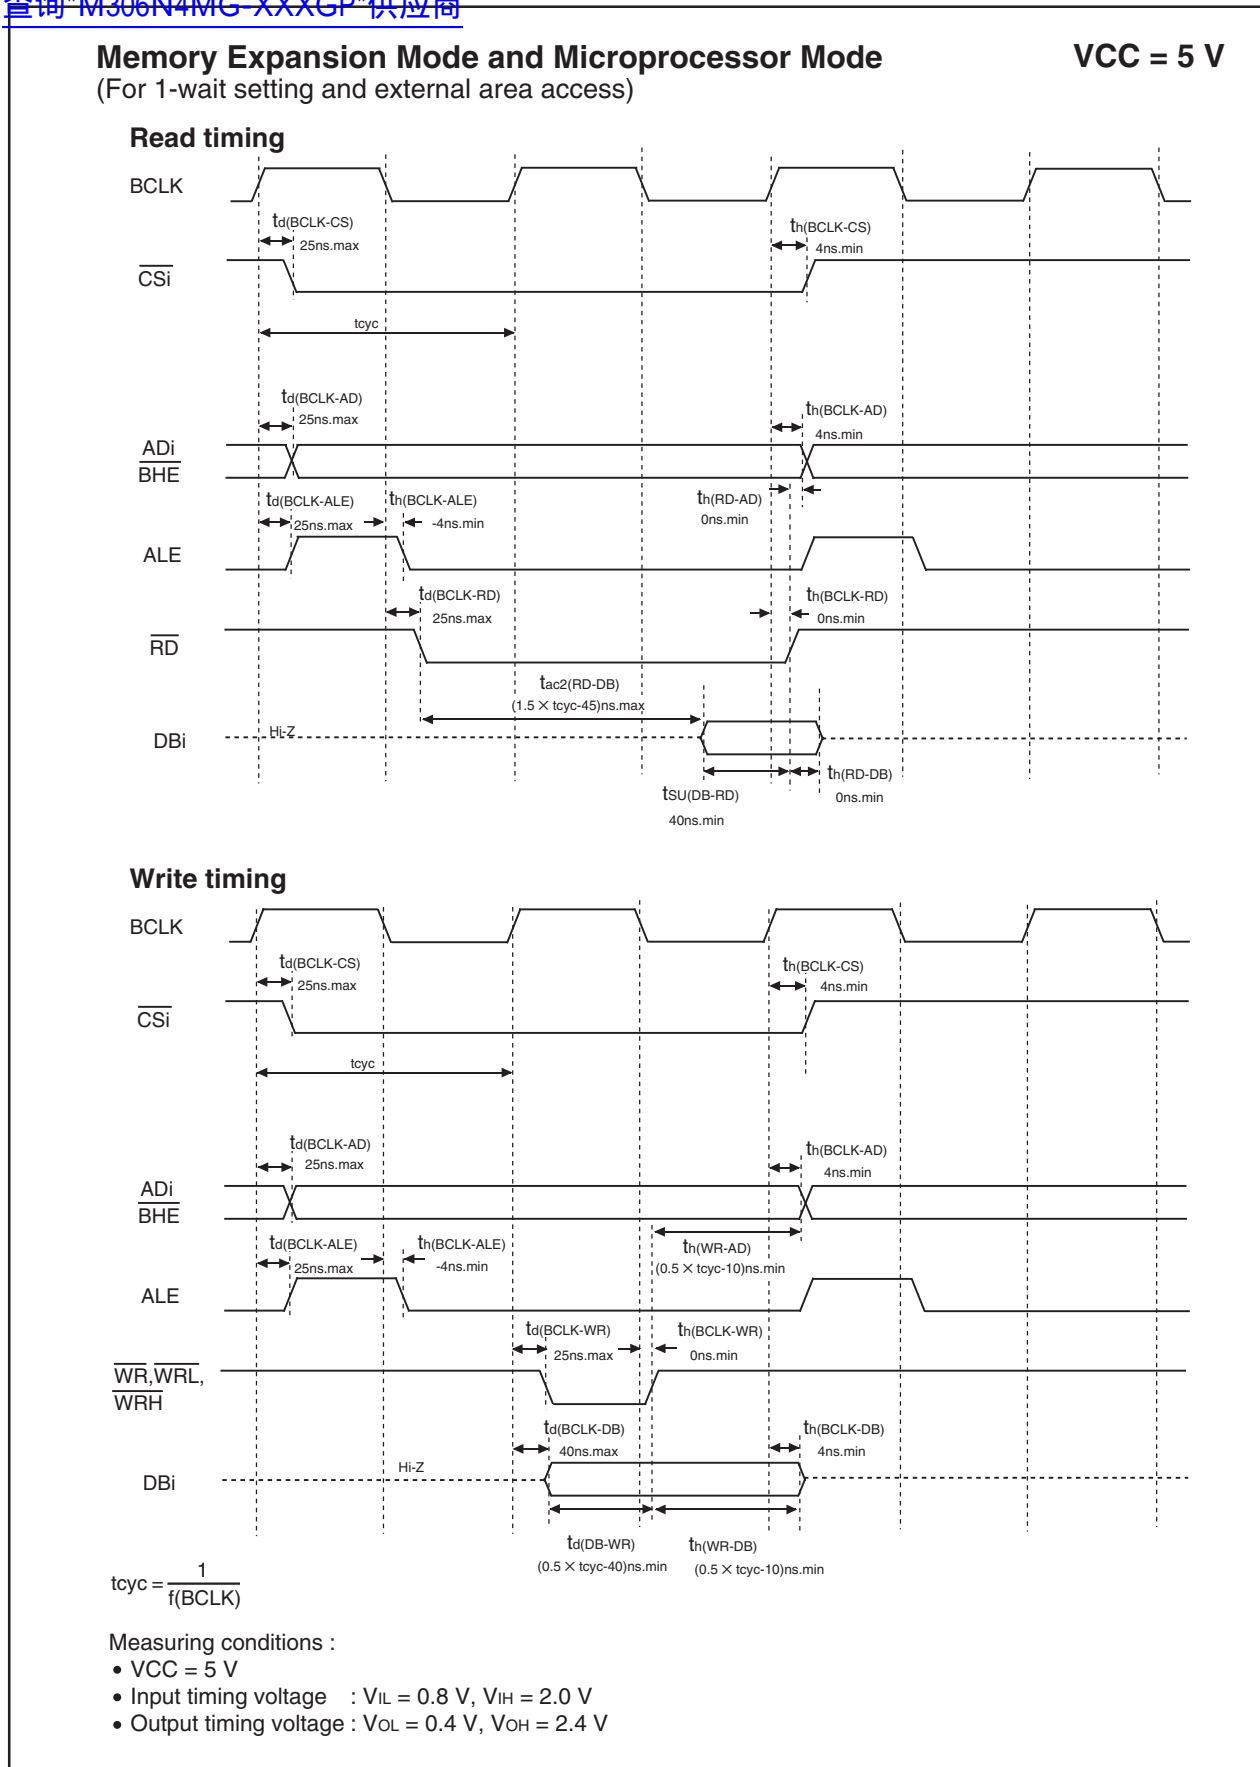 查询"M306N4MG-XXXGP"供应商
Memory Expansion Mode and Microprocessor Mode
VCC = 5 V
(For 1-wait setting and external area access)
Read timing
BCLK
td(BCLK-CS)
25ns.max
th(BCLK-CS)
4ns.min
CSi
tcyc
td(BCLK-AD)
25ns.max
th(BCLK-AD)
4ns.min
ADi
BHE
td(BCLK-ALE)
25ns.max
th(BCLK-ALE)
-4ns.min
th(RD-AD)
0ns.min
ALE
td(BCLK-RD)
25ns.max
th(BCLK-RD)
0ns.min
RD
tac2(RD-DB)
(1.5 × tcyc-45)ns.max
DBi
Hi-Z
tSU(DB-RD)
40ns.min
th(RD-DB)
0ns.min
Write timing
BCLK
td(BCLK-CS)
25ns.max
th(BCLK-CS)
4ns.min
CSi
tcyc
td(BCLK-AD)
25ns.max
th(BCLK-AD)
4ns.min
ADi
BHE
td(BCLK-ALE)
25ns.max
th(BCLK-ALE)
-4ns.min
th(WR-AD)
(0.5 × tcyc-10)ns.min
ALE
td(BCLK-WR)
25ns.max
th(BCLK-WR)
0ns.min
WR,WRL,
WRH
td(BCLK-DB)
40ns.max
th(BCLK-DB)
4ns.min
DBi
Hi-Z
td(DB-WR)
(0.5 × tcyc-40)ns.min
th(WR-DB)
(0.5 × tcyc-10)ns.min
tcyc = 1
f(BCLK)
Measuring conditions :
• VCC = 5 V
• Input timing voltage : VIL = 0.8 V, VIH = 2.0 V
• Output timing voltage : VOL = 0.4 V, VOH = 2.4 V